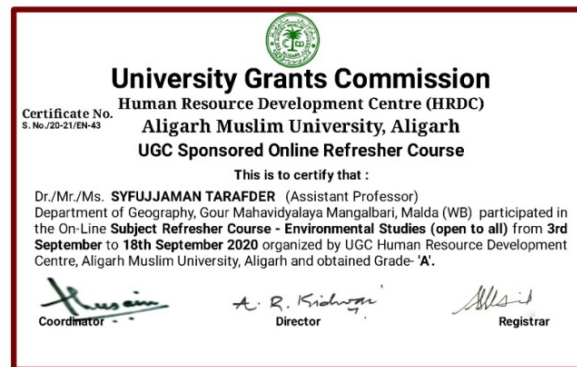 University Grants Commission
Human Resource Development Centre (HRDC)
Certificate No.
S. No./20-21/EN-43
Aligarh Muslim University, Aligarh
UGC Sponsored Online Refresher Course
This is to certify that :
Dr./Mr./Ms. SYFUJJAMAN TARAFDER (Assistant Professor)
Department of Geography, Gour Mahavidyalaya Mangalbari, Malda (WB) participated in
the On-Line Subject Refresher Course - Environmental Studies (open to all) from 3rd
September to 18th September 2020 organized by UGC Human Resource Development
Centre, Aligarh Muslim University, Aligarh and obtained Grade- 'A'.
A. R. Kidwai
Coordinator Director Registrar